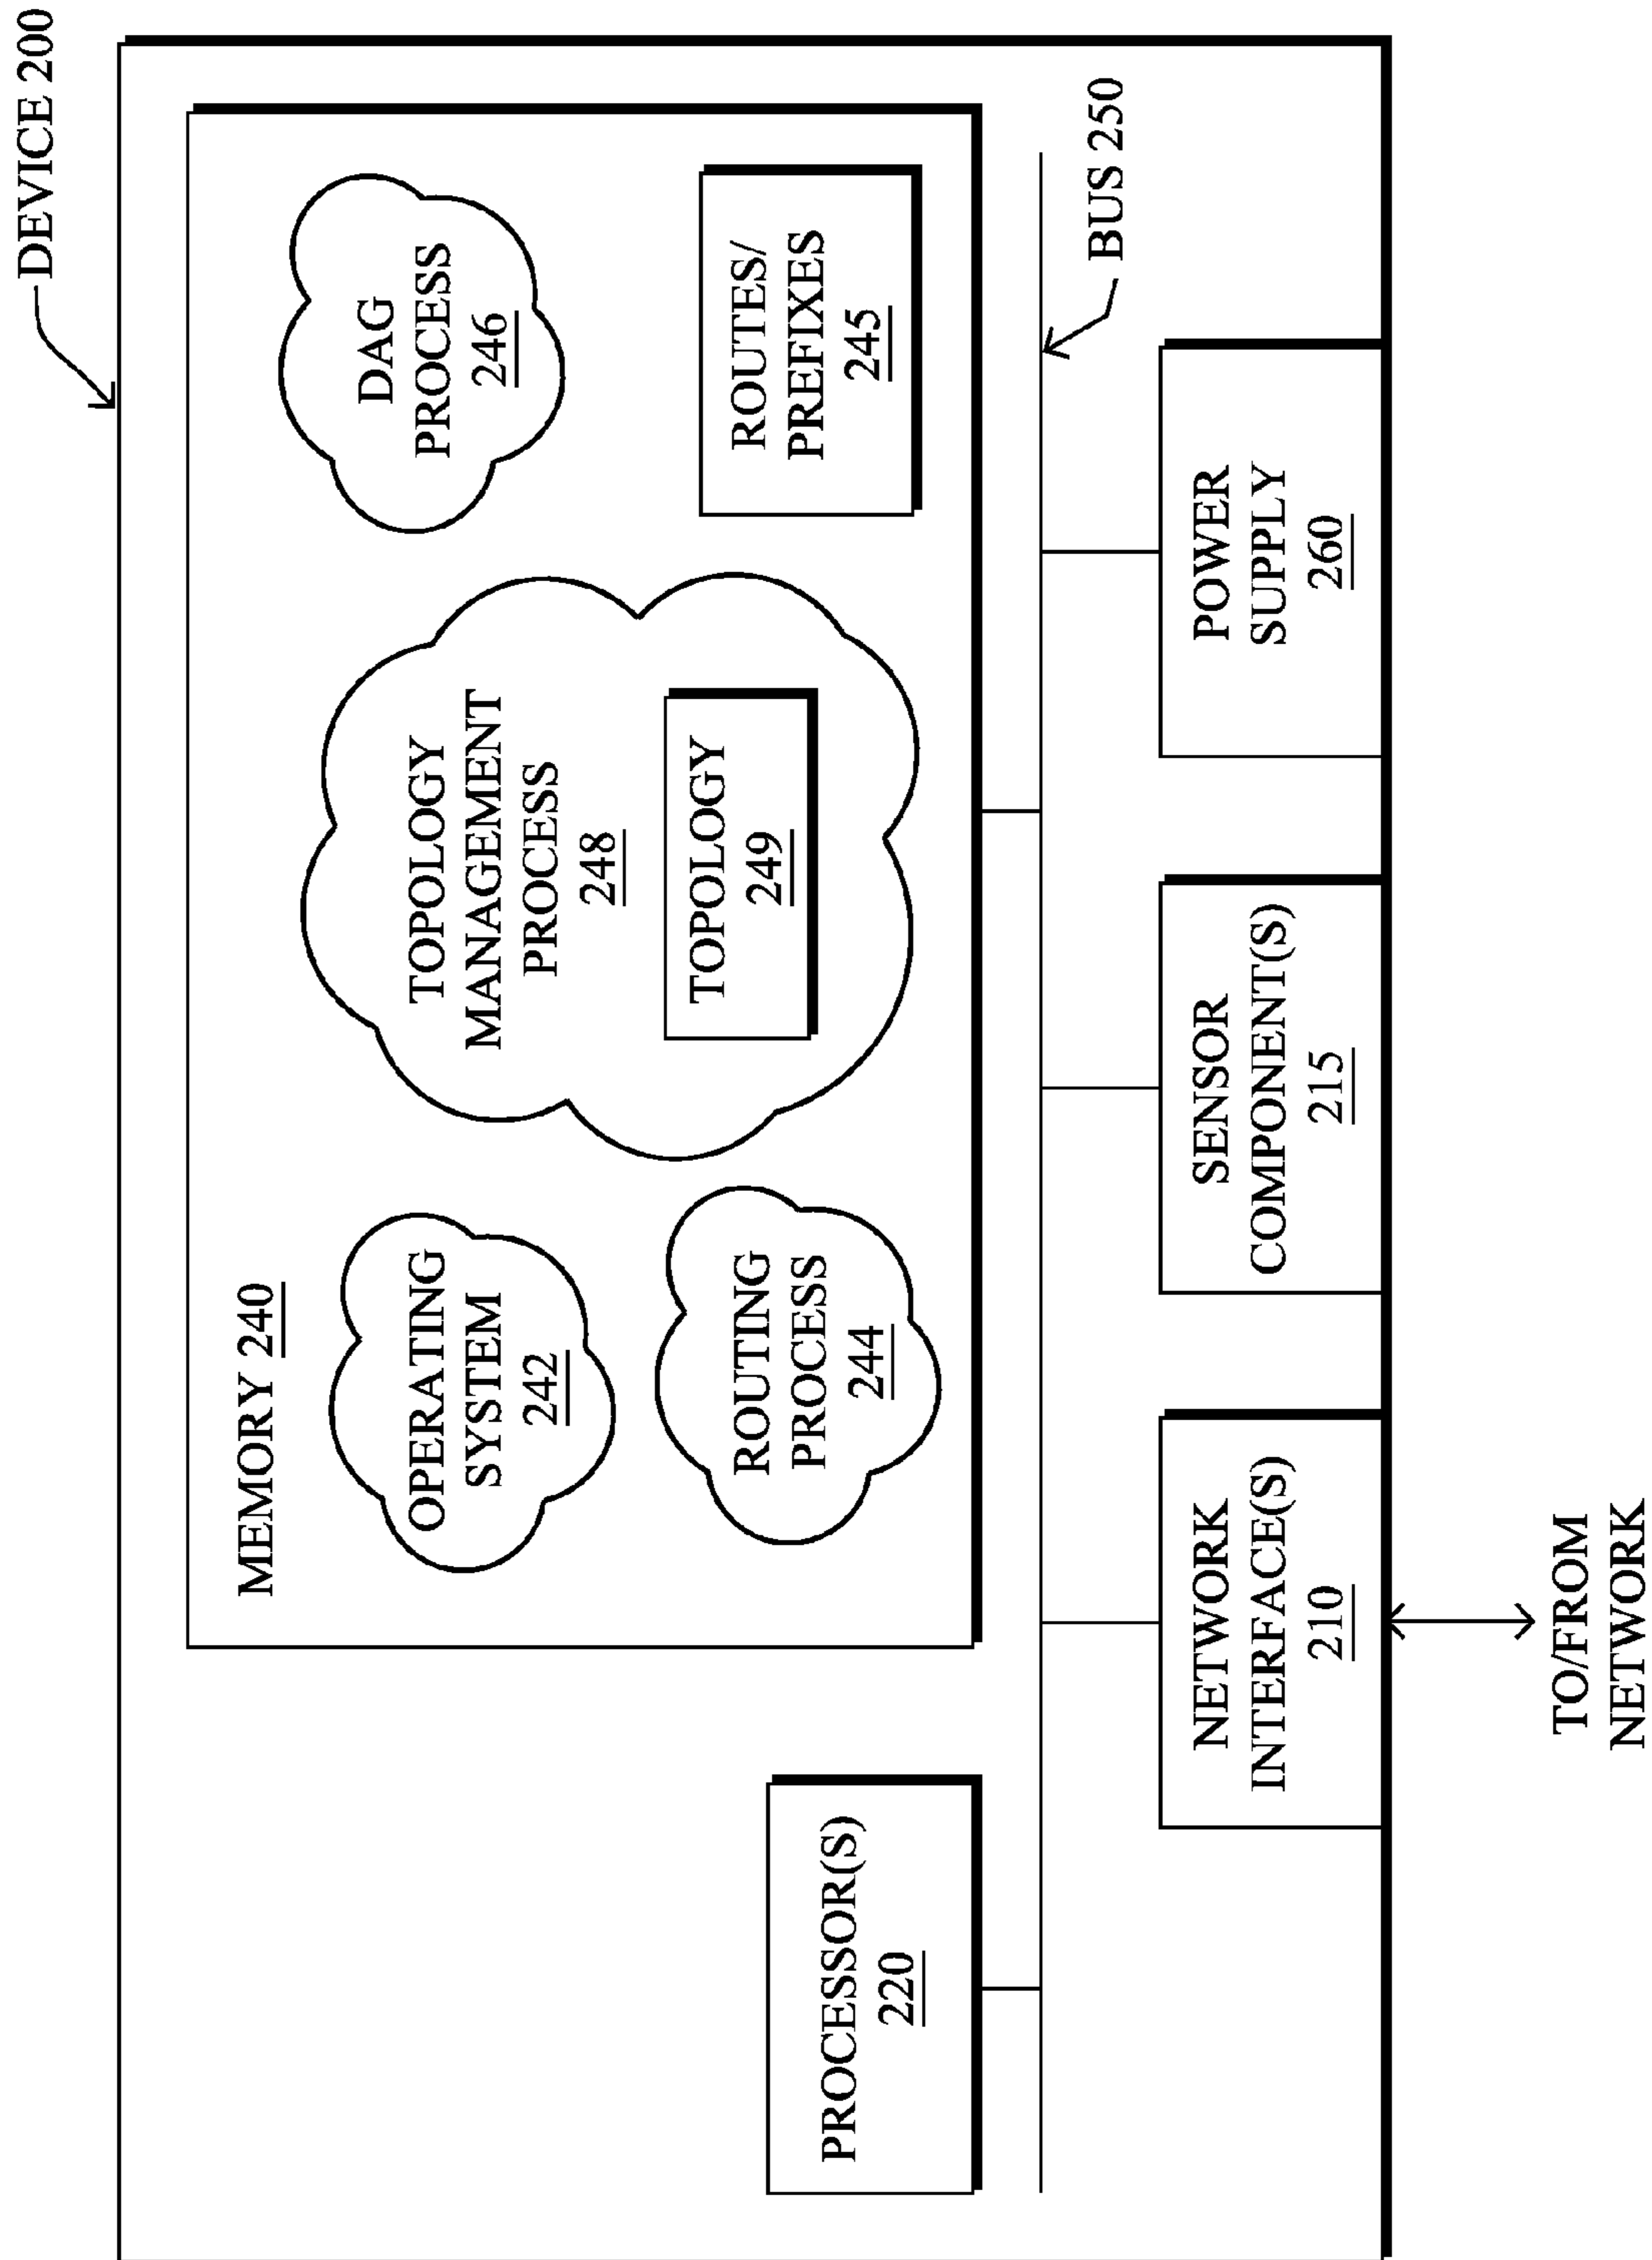 DEVICE 200
MEMORY 240
OPERATING
SYSTEM
242
ROUTING
PROCESS
244
TOPOLOGY
MANAGEMENT
PROCESS
248
TOPOLOGY
249
DAG
PROCESS
246
ROUTES/
PREFIXES
245
PROCESSOR(S)
220
BUS 250
NETWORK
INTERFACE(S)
210
SENSOR
COMPONENT(S)
215
POWER
SUPPLY
260
TO/FROM
NETWORK